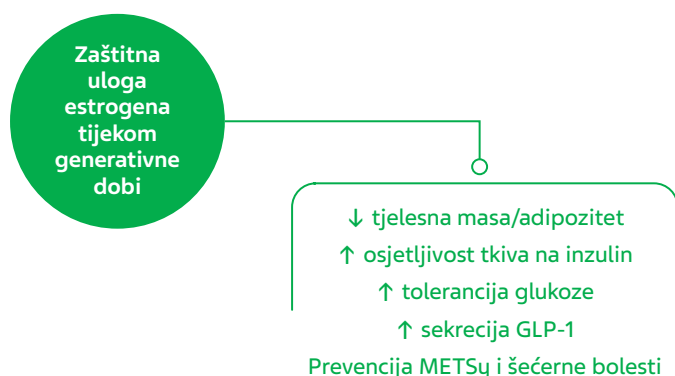 Zaštitna
uloga
estrogena
tijekom
generativne
dobi
↓ tjelesna masa/adipozitet
↑ osjetljivost tkiva na inzulin
↑ tolerancija glukoze
↑ sekrecija GLP-1
Prevencija METSy i šećerne bolesti